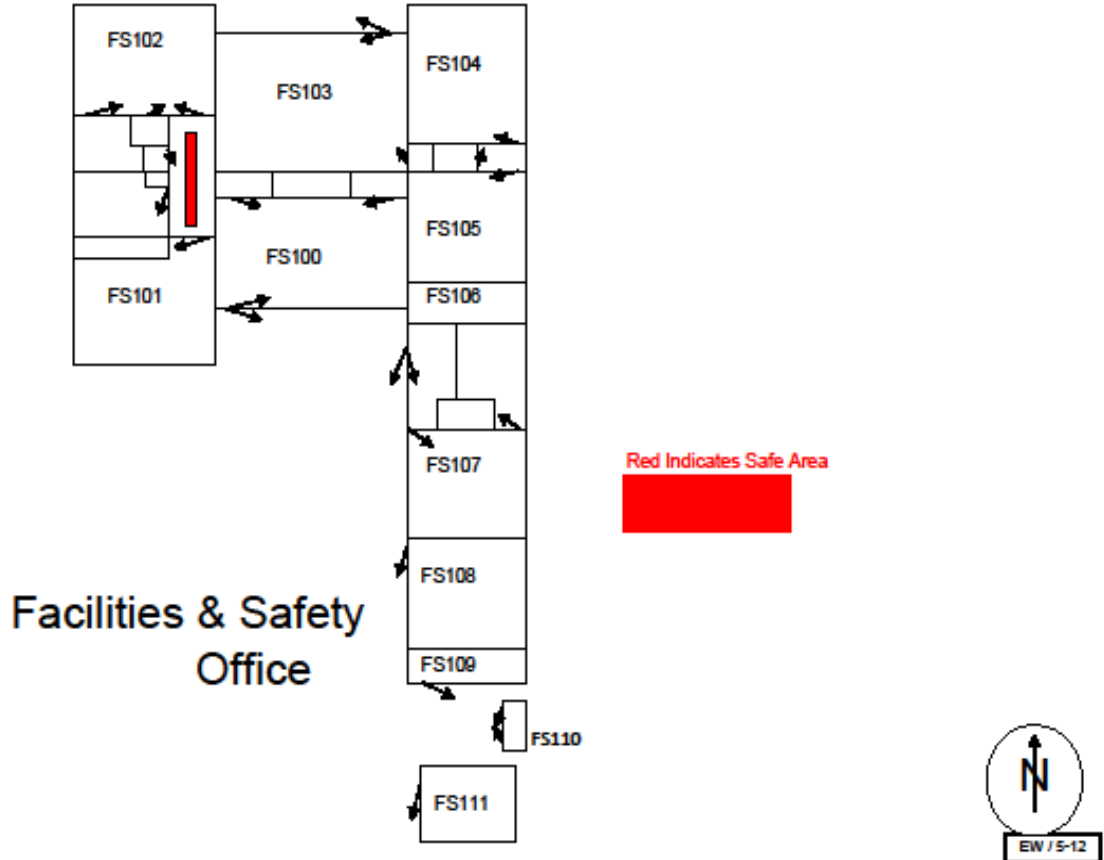 FS102
FS104
FS103
FS105
FS100
FS101
FS106
Red Indicates Safe Area
FS107
FS108
Facilities & Safety
Office
FS109
FS110
FS111
N
EW / 5-12